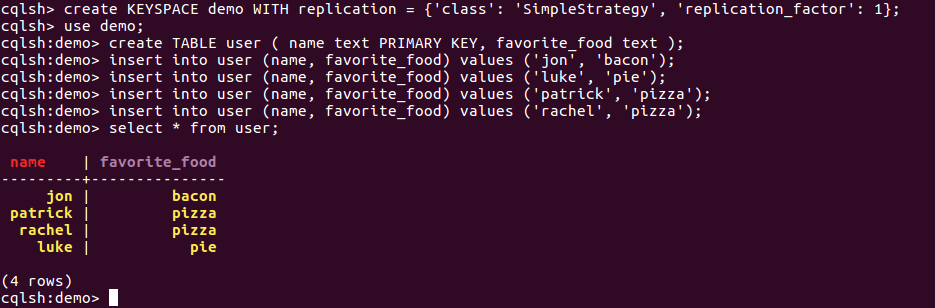 cqlsh> create KEYSPACE demo WITH replication = {'class': 'SimpleStrategy', 'replication_factor': 1};
cqlsh> use demo;
cqlsh:demo> create TABLE user ( name text PRIMARY KEY, favorite_food text );
cqlsh:demo> insert into user (name, favorite_food) values ('jon', 'bacon');
cqlsh:demo> insert into user (name, favorite_food) values ('luke', 'pie');
cqlsh:demo> insert into user (name, favorite_food) values ('patrick', 'pizza');
cqlsh:demo> insert into user (name, favorite_food) values ('rachel', 'pizza');
cqlsh:demo> select * from user;

 name    | favorite_food
---------+---------------
     jon |         bacon
 patrick |         pizza
  rachel |         pizza
    luke |           pie

(4 rows)
cqlsh:demo>